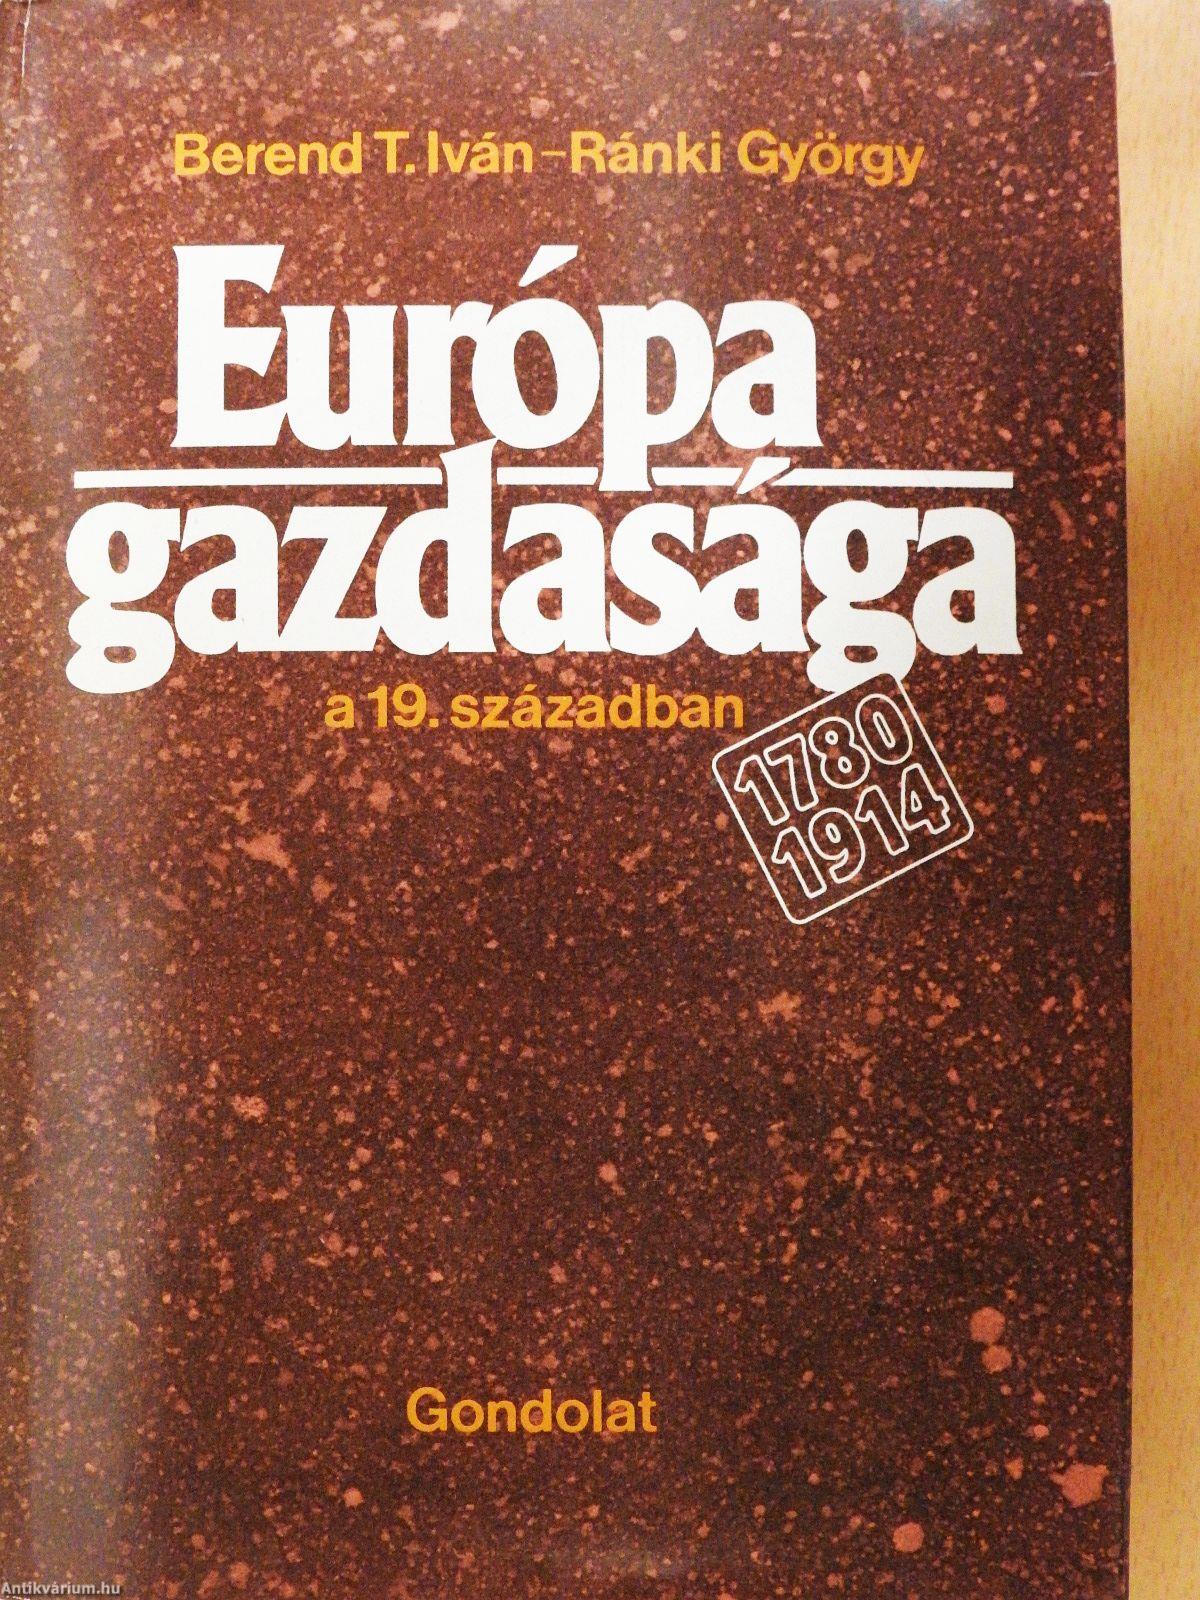 Berend T. Iván–Ránki György
Európa
gazdasága
a 19. században
1780
1914
Gondolat
Antikvárium.hu